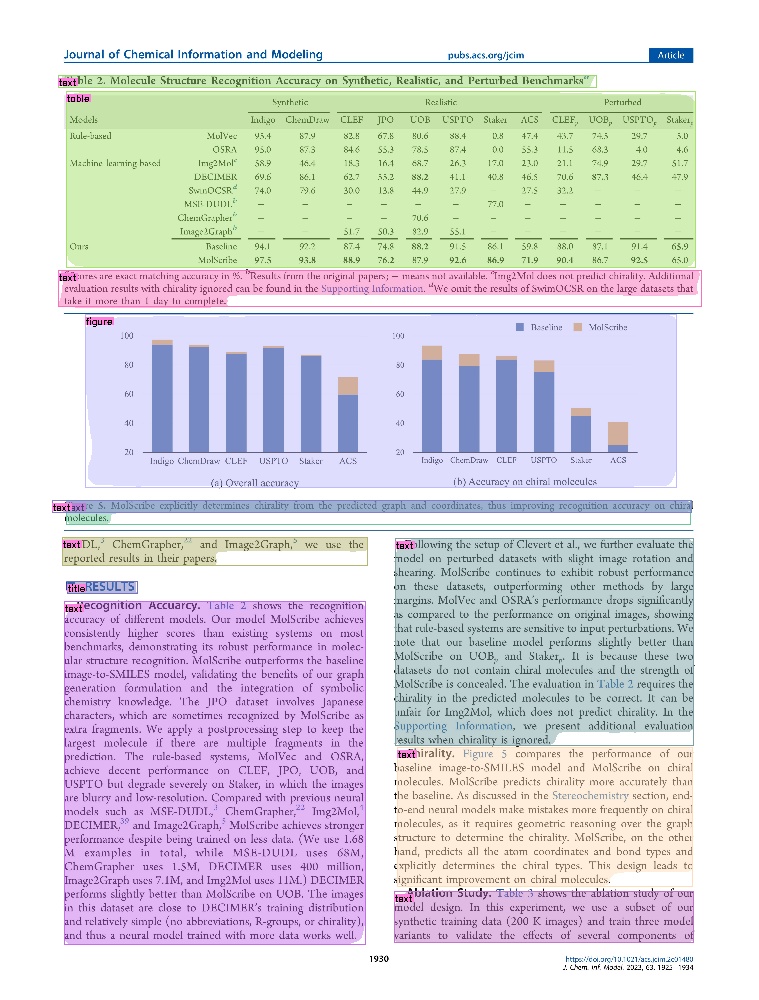 Journal of Chemical Information and Modeling pubs.acs.org/jcim Article
text
ble 2. Molecule Structure Recognition Accuracy on Synthetic, Realistic, and Perturbed Benchmarks^a
table
Synthetic Realistic Perturbed
Models Indigo ChemDraw CLEF JPO UOB USPTO Staker ACS CLEFp UOBp USPTOp Stakerp
Rule-based MolVec 95.4 87.9 82.8 67.8 80.6 88.4 0.8 47.4 43.7 74.5 29.7 5.0
OSRA 95.0 87.3 84.6 55.3 78.5 87.4 0.0 55.3 11.5 68.3 4.0 4.6
Machine learning based Img2Mol^c 58.9 46.4 18.3 16.4 68.7 26.3 17.0 23.0 21.1 74.9 29.7 51.7
DECIMER 69.6 86.1 62.7 55.2 88.2 41.1 40.8 46.5 70.6 87.3 46.4 47.9
SwinOCSR^d 74.0 79.6 30.0 13.8 44.9 27.9 – 27.5 32.2 – – –
MSE-DUDL^b – – – – – – 77.0 – – – – –
ChemGrapher^b – – – – 70.6 – – – – – – –
Image2Graph^b – – 51.7 50.3 82.9 55.1 – – – – – –
Ours Baseline 94.1 92.2 87.4 74.8 88.2 91.5 86.1 59.8 88.0 87.1 91.4 65.9
MolScribe 97.5 93.8 88.9 76.2 87.9 92.6 86.9 71.9 90.4 86.7 92.5 65.0
text
ores are exact matching accuracy in %. ^bResults from the original papers; – means not available. ^cImg2Mol does not predict chirality. Additional
evaluation results with chirality ignored can be found in the Supporting Information. ^dWe omit the results of SwinOCSR on the large datasets that
take it more than 1 day to complete.
figure
Baseline MolScribe
100
80
60
40
20
Indigo ChemDraw CLEF USPTO Staker ACS
(a) Overall accuracy
100
80
60
40
20
Indigo ChemDraw CLEF USPTO Staker ACS
(b) Accuracy on chiral molecules
text
text
re 5. MolScribe explicitly determines chirality from the predicted graph and coordinates, thus improving recognition accuracy on chiral
molecules.
text
DL,³ ChemGrapher,²² and Image2Graph,⁵ we use the
reported results in their papers.
title
RESULTS
text
Recognition Accuarcy. Table 2 shows the recognition
accuracy of different models. Our model MolScribe achieves
consistently higher scores than existing systems on most
benchmarks, demonstrating its robust performance in molec-
ular structure recognition. MolScribe outperforms the baseline
image-to-SMILES model, validating the benefits of our graph
generation formulation and the integration of symbolic
chemistry knowledge. The JPO dataset involves Japanese
characters, which are sometimes recognized by MolScribe as
extra fragments. We apply a postprocessing step to keep the
largest molecule if there are multiple fragments in the
prediction. The rule-based systems, MolVec and OSRA,
achieve decent performance on CLEF, JPO, UOB, and
USPTO but degrade severely on Staker, in which the images
are blurry and low-resolution. Compared with previous neural
models such as MSE-DUDL,³ ChemGrapher,²² Img2Mol,⁴
DECIMER,³⁹ and Image2Graph,⁵ MolScribe achieves stronger
performance despite being trained on less data. (We use 1.68
M examples in total, while MSE-DUDL uses 68M,
ChemGrapher uses 1.5M, DECIMER uses 400 million,
Image2Graph uses 7.1M, and Img2Mol uses 11M.) DECIMER
performs slightly better than MolScribe on UOB. The images
in this dataset are close to DECIMER's training distribution
and relatively simple (no abbreviations, R-groups, or chirality),
and thus a neural model trained with more data works well.
text
ollowing the setup of Clevert et al., we further evaluate the
model on perturbed datasets with slight image rotation and
shearing. MolScribe continues to exhibit robust performance
on these datasets, outperforming other methods by large
margins. MolVec and OSRA's performance drops significantly
as compared to the performance on original images, showing
that rule-based systems are sensitive to input perturbations. We
note that our baseline model performs slightly better than
MolScribe on UOBp and Stakerp. It is because these two
datasets do not contain chiral molecules and the strength of
MolScribe is concealed. The evaluation in Table 2 requires the
chirality in the predicted molecules to be correct. It can be
unfair for Img2Mol, which does not predict chirality. In the
Supporting Information, we present additional evaluation
results when chirality is ignored.
text
hirality. Figure 5 compares the performance of our
baseline image-to-SMILES model and MolScribe on chiral
molecules. MolScribe predicts chirality more accurately than
the baseline. As discussed in the Stereochemistry section, end-
to-end neural models make mistakes more frequently on chiral
molecules, as it requires geometric reasoning over the graph
structure to determine the chirality. MolScribe, on the other
hand, predicts all the atom coordinates and bond types and
explicitly determines the chiral types. This design leads to
significant improvement on chiral molecules.
text
Ablation Study. Table 3 shows the ablation study of our
model design. In this experiment, we use a subset of our
synthetic training data (200 K images) and train three model
variants to validate the effects of several components of
1930
https://doi.org/10.1021/acs.jcim.2c01480
J. Chem. Inf. Model. 2023, 63, 1925−1934